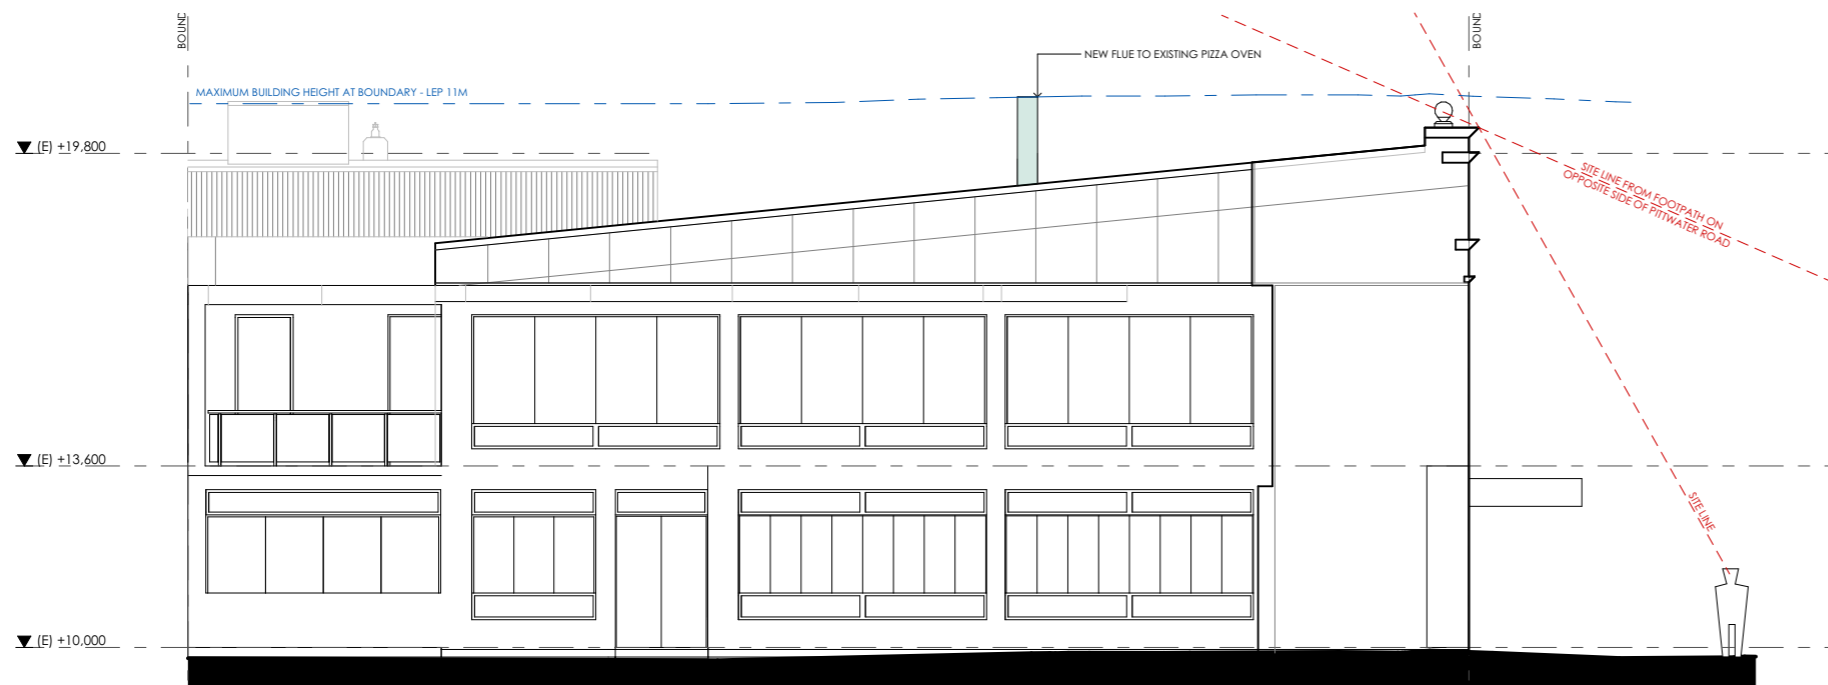 BOUND
BOUND
NEW FLUE TO EXISTING PIZZA OVEN
MAXIMUM BUILDING HEIGHT AT BOUNDARY - LEP 11M
(E) +19,800
SITE LINE FROM FOOTPATH ON
OPPOSITE SIDE OF PITTWATER ROAD
(E) +13,600
SITE LINE
(E) +10,000